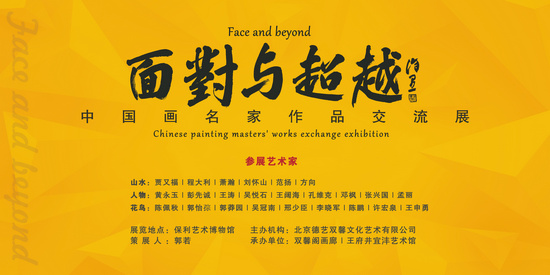 Face and beyond
面對与超越
中国画名家作品交流展
Chinese painting masters' works exchange exhibition
参展艺术家
山水：贾又福 | 程大利 | 萧瀚 | 刘怀山 | 范扬 | 方向
人物：黄永玉 | 彭先诚 | 王涛 | 吴悦石 | 王阔海 | 孔维克 | 邓枫 | 张兴国 | 孟丽
花鸟：陈佩秋 | 郭怡孮 | 郭莽园 | 吴冠南 | 邢少臣 | 李晓军 | 陈鹏 | 许宏泉 | 王申勇
展览地点：保利艺术博物馆 主办机构：北京德艺双馨文化艺术有限公司
策展人：郭若 承办单位：双馨阁画廊 | 王府井宜沣艺术馆
Face and beyond